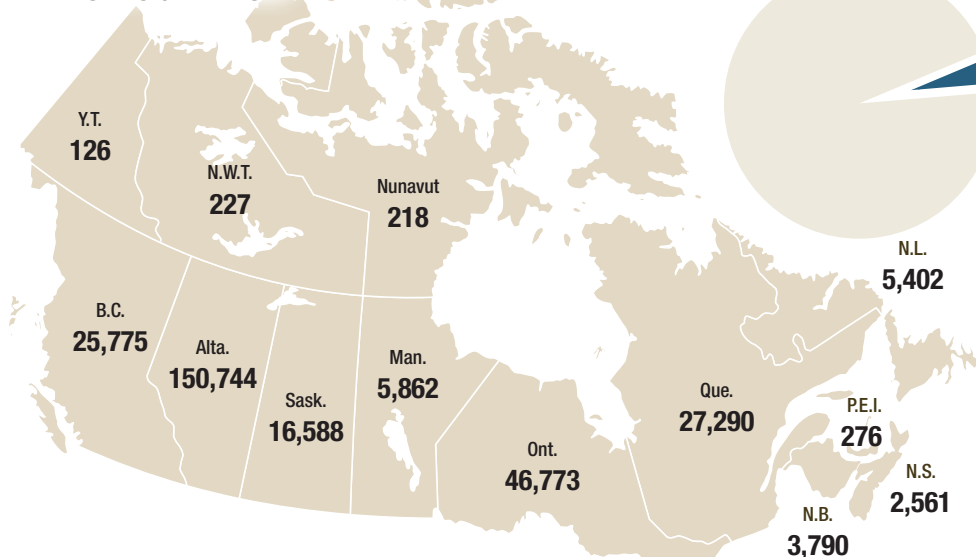 Y.T.
126
N.W.T.
227
Nunavut
218
N.L.
5,402
B.C.
25,775
Alta.
150,744
Sask.
16,588
Man.
5,862
Ont.
46,773
Que.
27,290
P.E.I.
276
N.S.
2,561
N.B.
3,790